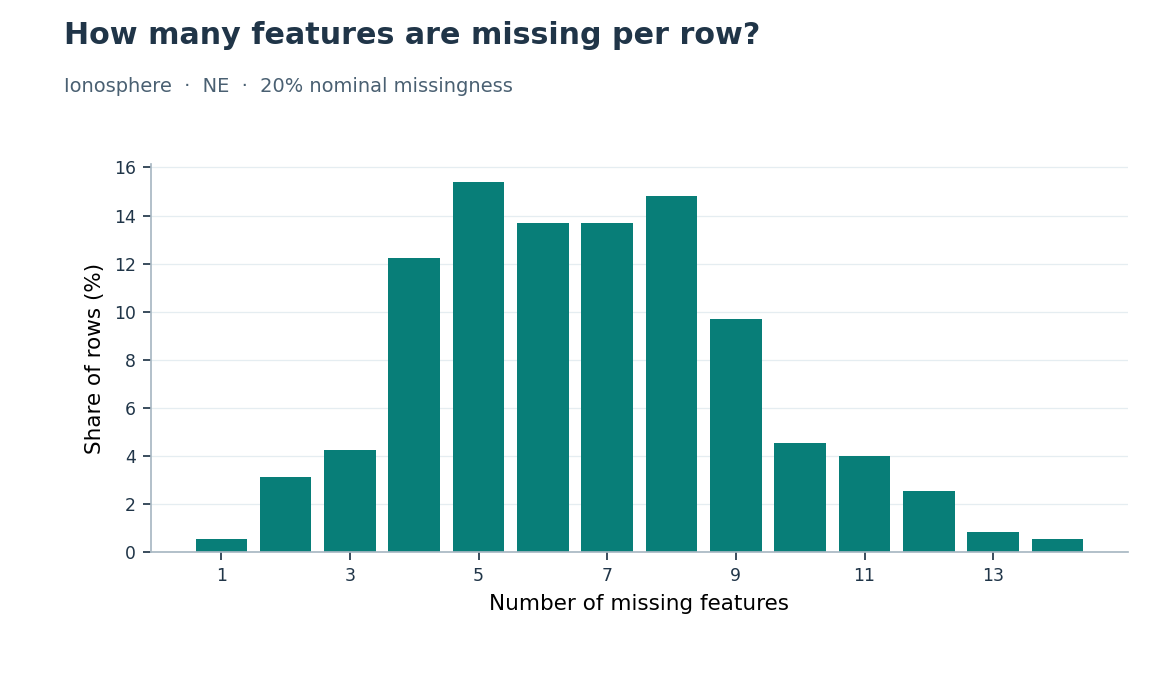 How many features are missing per row?
Ionosphere · NE · 20% nominal missingness
16
14
12
10
8
6
4
2
0
Share of rows (%)
1 3 5 7 9 11 13
Number of missing features